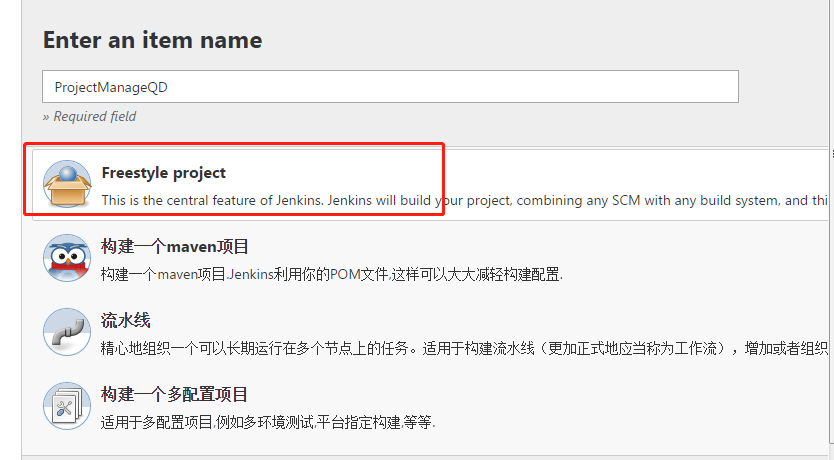 Enter an item name
ProjectManageQD
» Required field
Freestyle project
This is the central feature of Jenkins. Jenkins will build your project, combining any SCM with any build system, and thi
构建一个maven项目
构建一个maven项目.Jenkins利用你的POM文件,这样可以大大减轻构建配置.
流水线
精心地组织一个可以长期运行在多个节点上的任务。适用于构建流水线（更加正式地应当称为工作流），增加或者组织
构建一个多配置项目
适用于多配置项目,例如多环境测试,平台指定构建,等等.